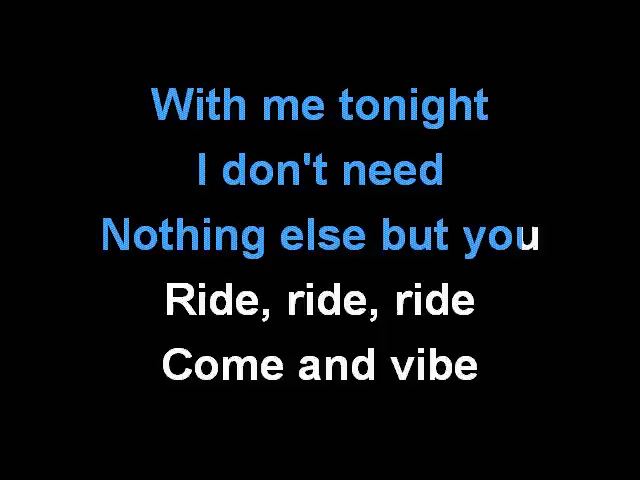 With me tonight
I don't need
Nothing else but you
Ride, ride, ride
Come and vibe